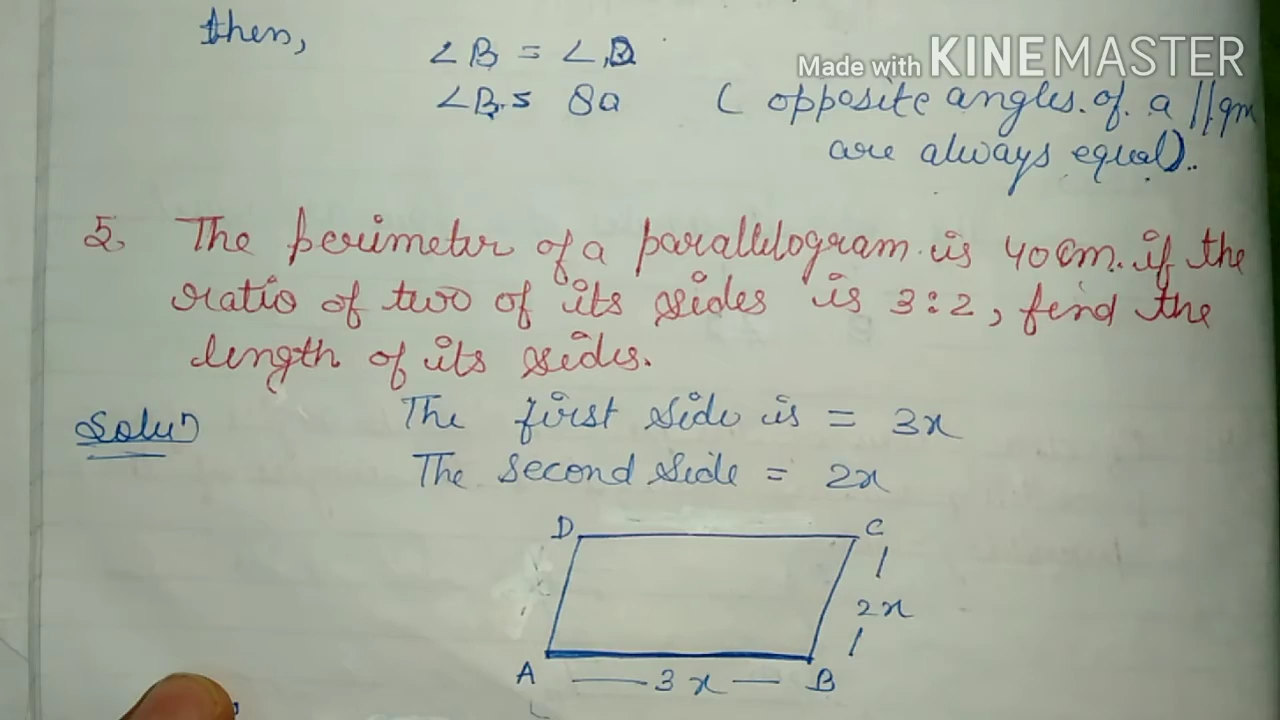 then,
∠B = ∠D
Made with KINEMASTER
∠B = 80 (opposite angles of a ||gm
are always equal).
5. The perimeter of a parallelogram is 40cm. if the
ratio of two of its sides is 3:2, find the
length of its sides.
Solun The first side is = 3x
The second side = 2x
D C
2x
A 3x B